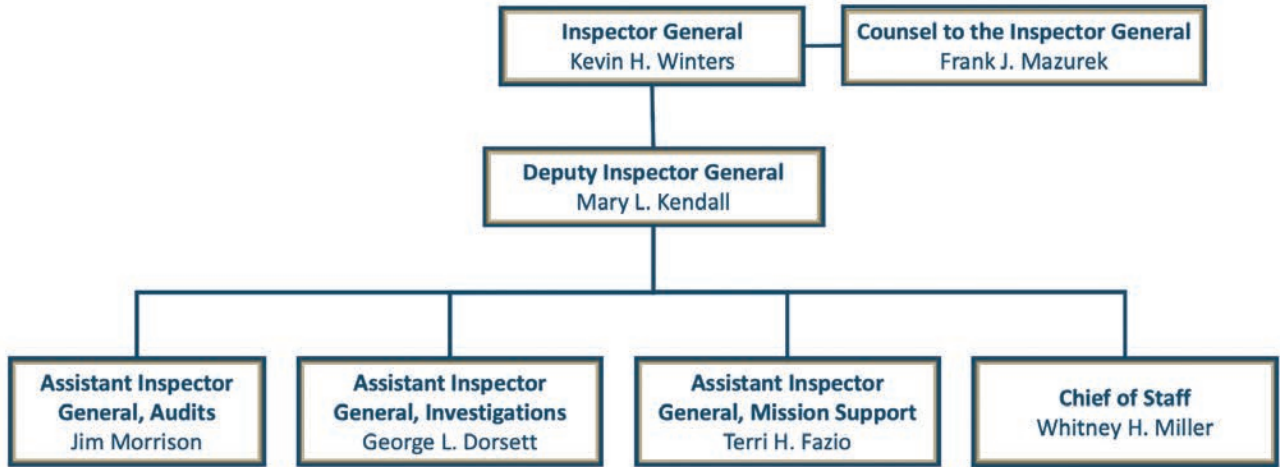 Inspector General
Kevin H. Winters
Counsel to the Inspector General
Frank J. Mazurek
Deputy Inspector General
Mary L. Kendall
Assistant Inspector
General, Audits
Jim Morrison
Assistant Inspector
General, Investigations
George L. Dorsett
Assistant Inspector
General, Mission Support
Terri H. Fazio
Chief of Staff
Whitney H. Miller